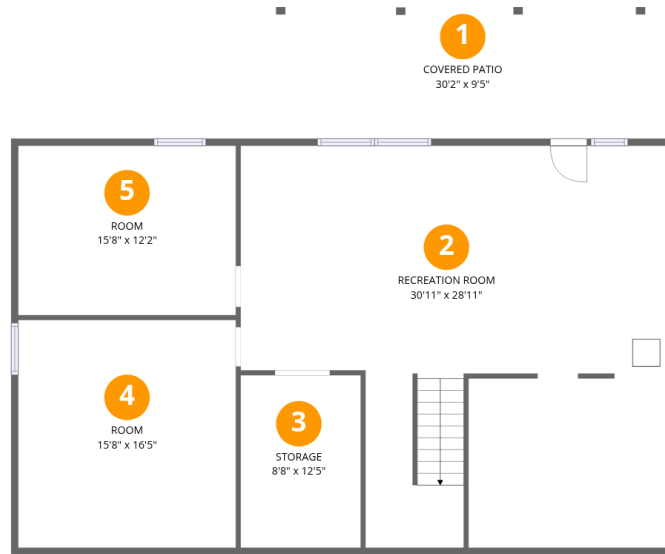 1
COVERED PATIO
30'2" x 9'5"
5
ROOM
15'8" x 12'2"
2
RECREATION ROOM
30'11" x 28'11"
4
ROOM
15'8" x 16'5"
3
STORAGE
8'8" x 12'5"